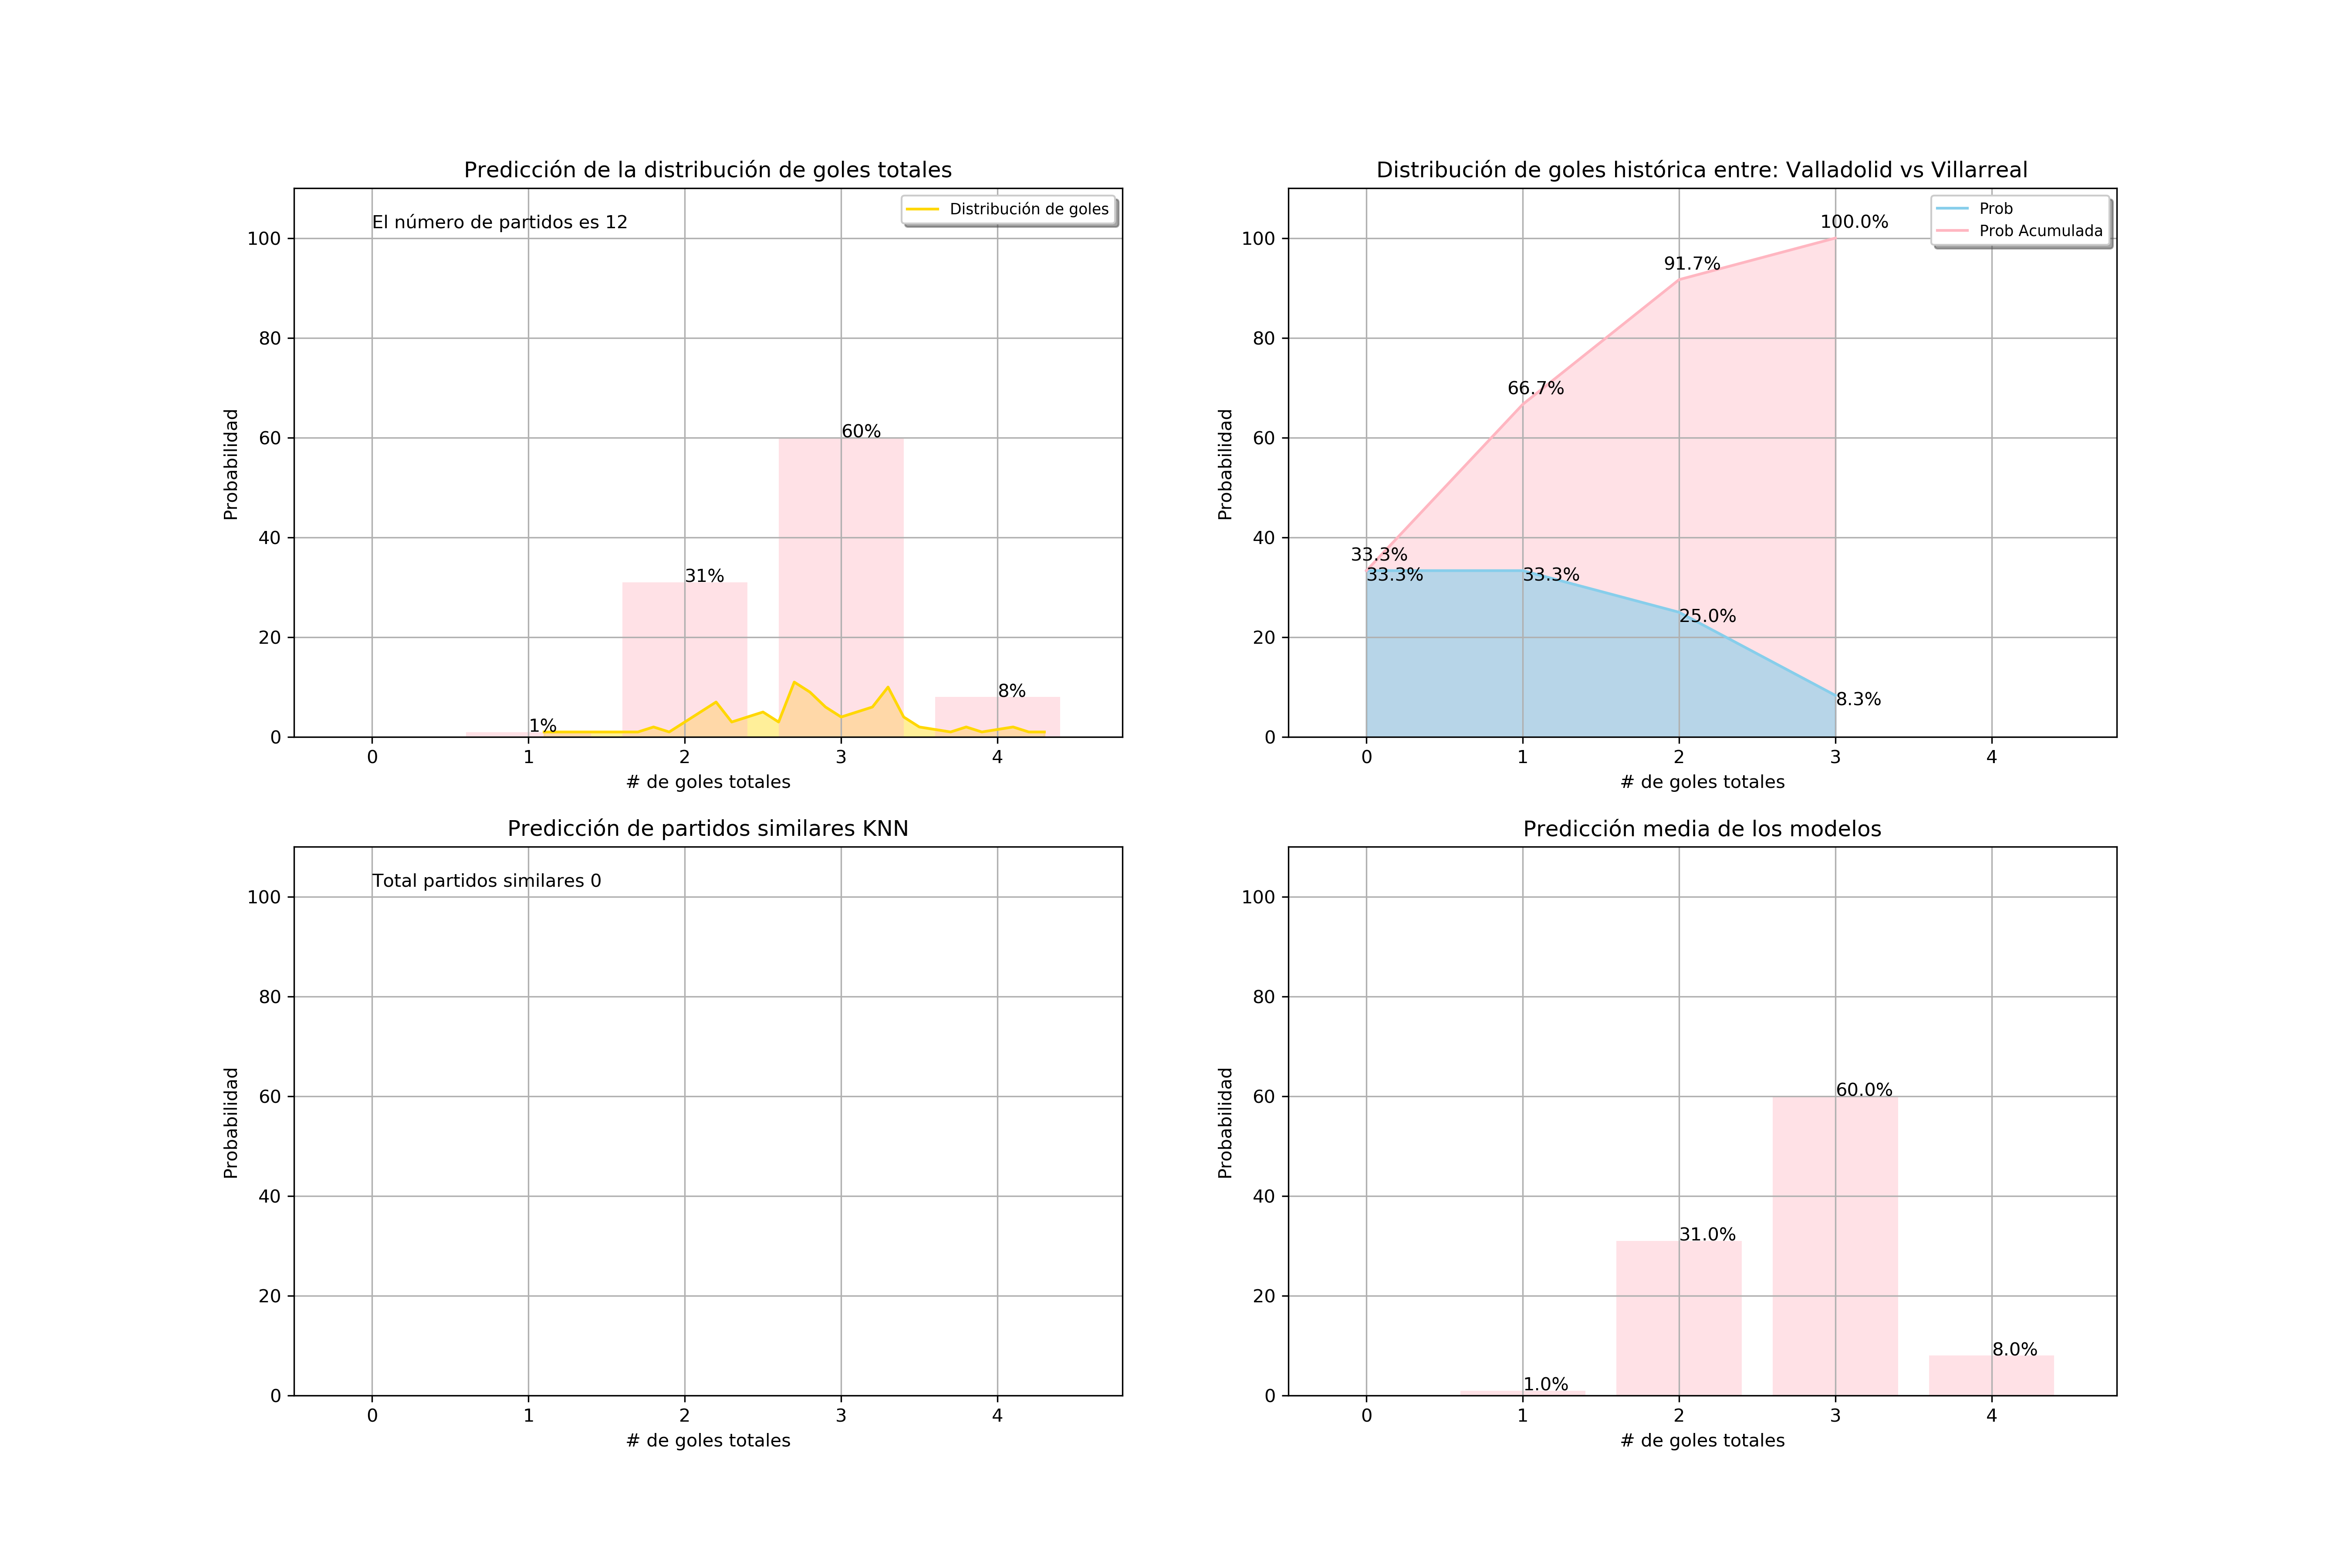 Predicción de la distribución de goles totales
El número de partidos es 12
Distribución de goles
Probabilidad
100
80
60
40
20
0
60%
31%
8%
1%
0 1 2 3 4
# de goles totales
Distribución de goles histórica entre: Valladolid vs Villarreal
Prob
Prob Acumulada
Probabilidad
100
80
60
40
20
0
100.0%
91.7%
66.7%
33.3%
33.3%
33.3%
25.0%
8.3%
0 1 2 3 4
# de goles totales
Predicción de partidos similares KNN
Total partidos similares 0
Probabilidad
100
80
60
40
20
0
0 1 2 3 4
# de goles totales
Predicción media de los modelos
Probabilidad
100
80
60
40
20
0
60.0%
31.0%
8.0%
1.0%
0 1 2 3 4
# de goles totales